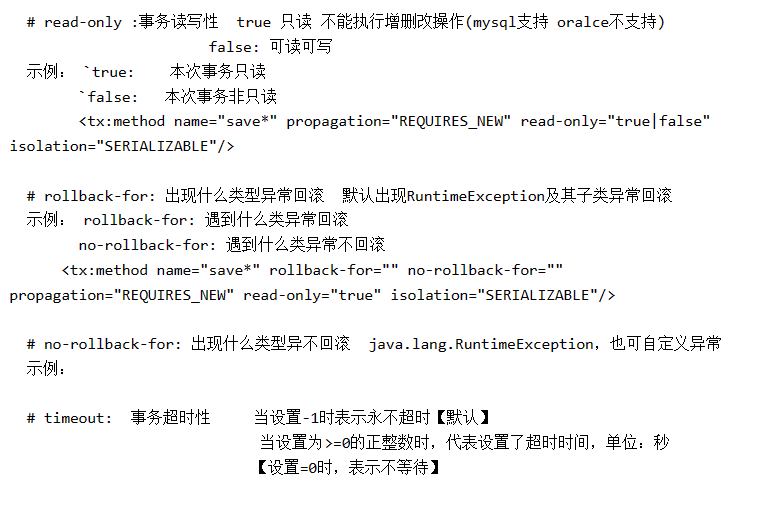 # read-only :事务读写性  true 只读 不能执行增删改操作(mysql支持 oralce不支持)
false: 可读可写
示例： `true:    本次事务只读
`false:   本次事务非只读
<tx:method name="save*" propagation="REQUIRES_NEW" read-only="true|false"
isolation="SERIALIZABLE"/>
# rollback-for: 出现什么类型异常回滚  默认出现RuntimeException及其子类异常回滚
示例： rollback-for: 遇到什么类异常回滚
no-rollback-for: 遇到什么类异常不回滚
<tx:method name="save*" rollback-for="" no-rollback-for=""
propagation="REQUIRES_NEW" read-only="true" isolation="SERIALIZABLE"/>
# no-rollback-for: 出现什么类型异不回滚  java.lang.RuntimeException，也可自定义异常
示例：
# timeout:  事务超时性     当设置-1时表示永不超时【默认】
当设置为>=0的正整数时，代表设置了超时时间，单位：秒
【设置=0时，表示不等待】